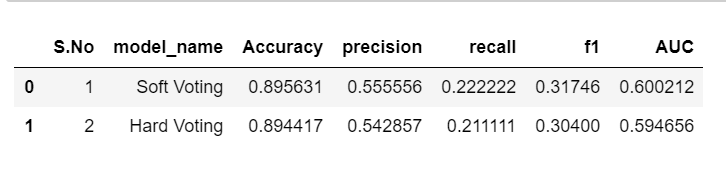 S.No model_name Accuracy precision recall f1 AUC
0 1 Soft Voting 0.895631 0.555556 0.222222 0.31746 0.600212
1 2 Hard Voting 0.894417 0.542857 0.211111 0.30400 0.594656